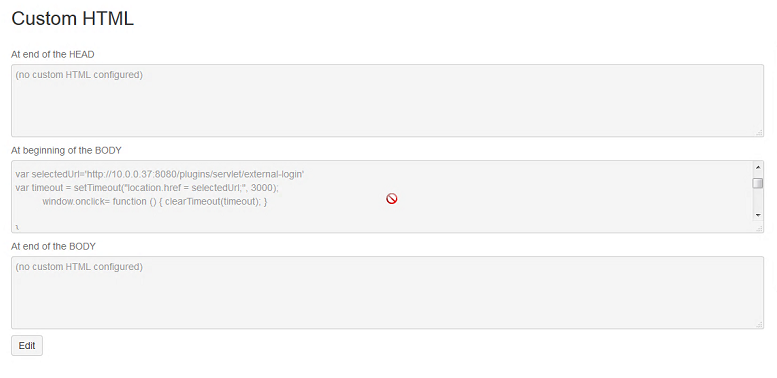 Custom HTML
At end of the HEAD
(no custom HTML configured)
At beginning of the BODY
var selectedUrl='http://10.0.0.37:8080/plugins/servlet/external-login'
var timeout = setTimeout("location.href = selectedUrl;", 3000);
window.onclick= function () { clearTimeout(timeout); }
At end of the BODY
(no custom HTML configured)
Edit